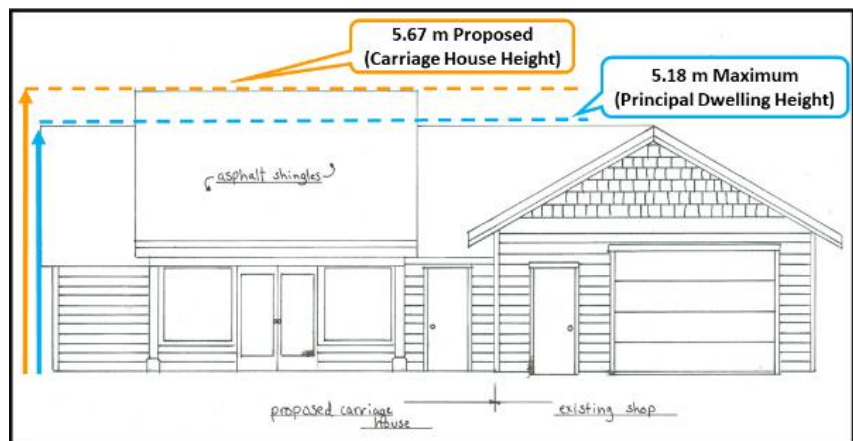 5.67 m Proposed
(Carriage House Height)
5.18 m Maximum
(Principal Dwelling Height)
asphalt shingles
proposed carriage
house
existing shop